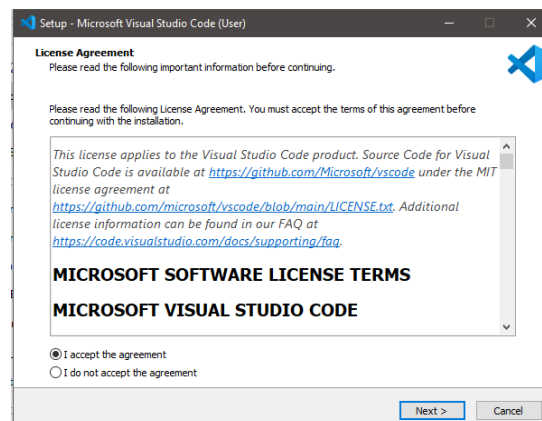 Setup - Microsoft Visual Studio Code (User)
License Agreement
Please read the following important information before continuing.
Please read the following License Agreement. You must accept the terms of this agreement before
continuing with the installation.
This license applies to the Visual Studio Code product. Source Code for Visual
Studio Code is available at https://github.com/Microsoft/vscode under the MIT
license agreement at
https://github.com/microsoft/vscode/blob/main/LICENSE.txt. Additional
license information can be found in our FAQ at
https://code.visualstudio.com/docs/supporting/faq.
MICROSOFT SOFTWARE LICENSE TERMS
MICROSOFT VISUAL STUDIO CODE
I accept the agreement
I do not accept the agreement
Next >
Cancel